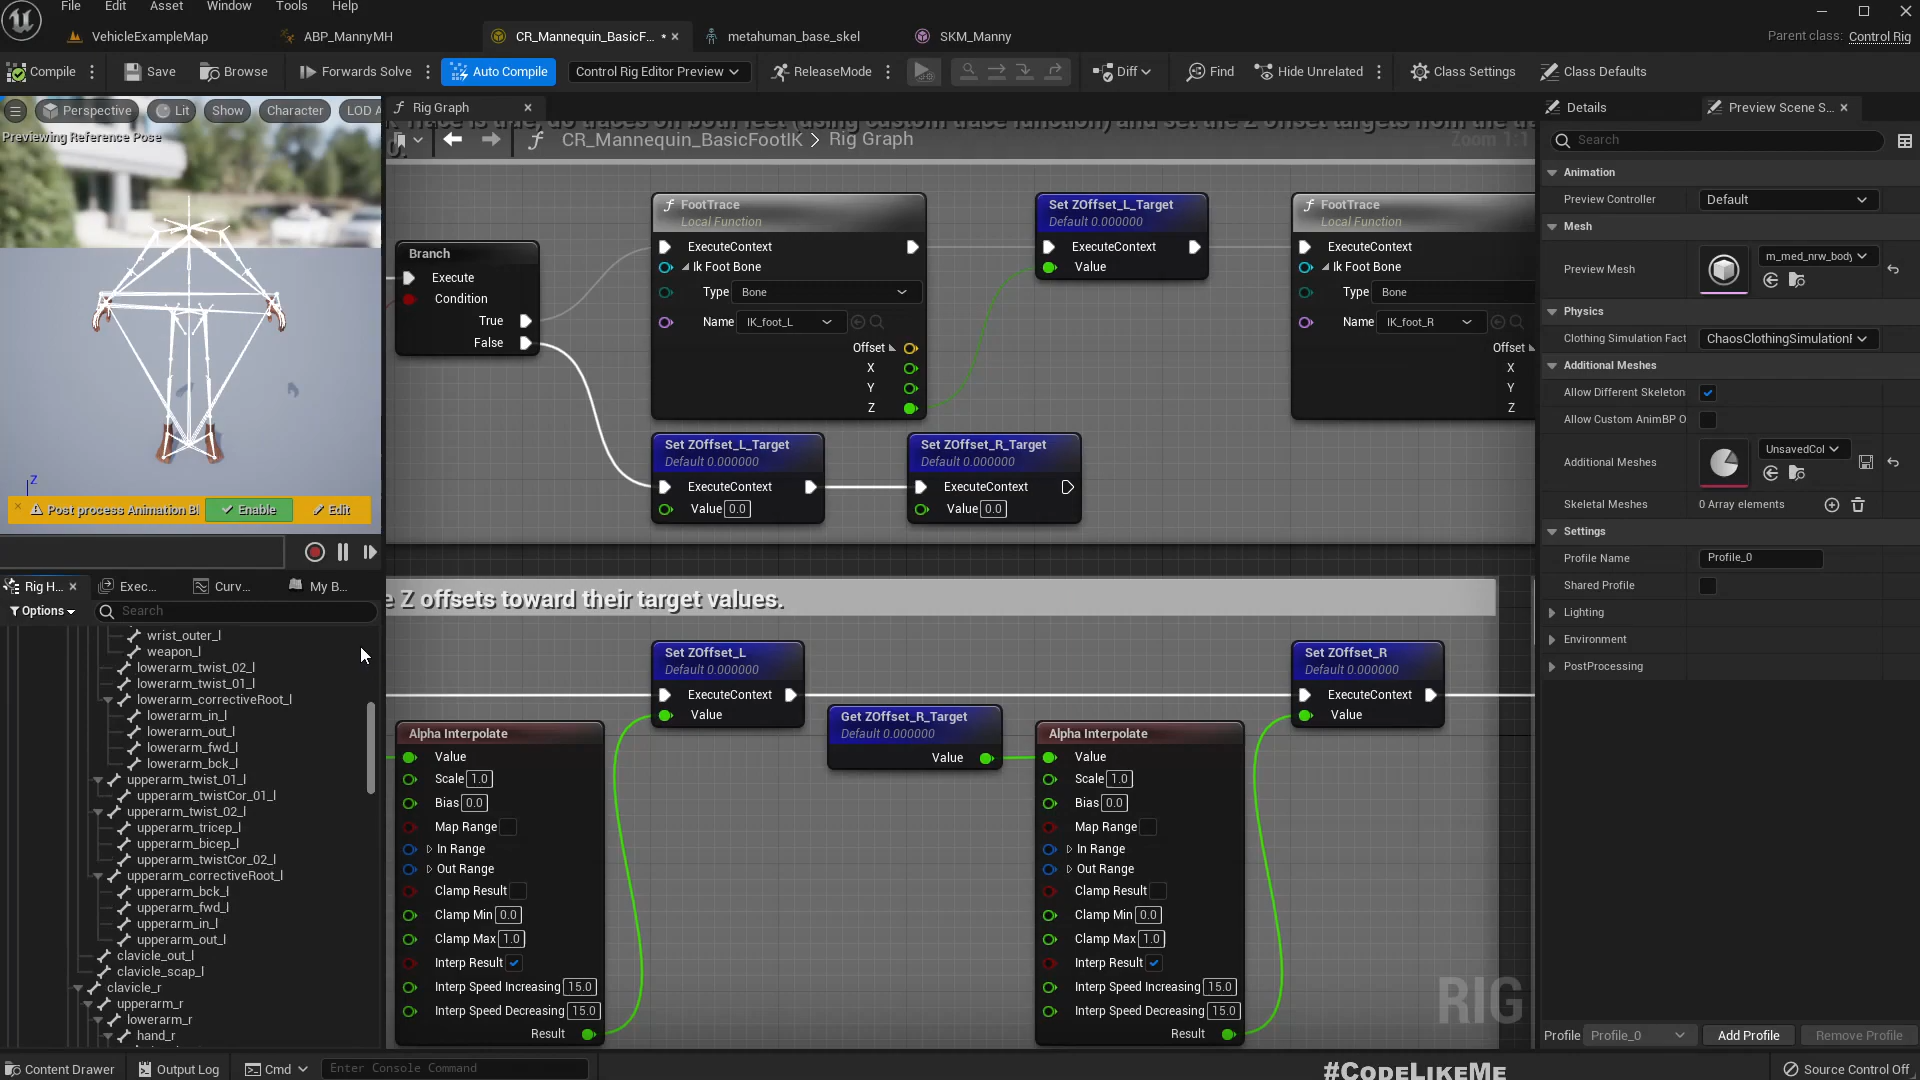 File Edit Asset Window Tools Help
VehicleExampleMap
ABP_MannyMH
CR_Mannequin_BasicF... •
metahuman_base_skel
SKM_Manny
Parent class: Control Rig
Compile
Save
Browse
Forwards Solve
Auto Compile
Control Rig Editor Preview
ReleaseMode
Diff
Find
Hide Unrelated
Class Settings
Class Defaults
Perspective
Lit
Show
Character
LOD A
Previewing Reference Pose
Z
Post process Animation Bl
Enable
Edit
Rig H...
Exec...
Curv...
My B...
Options
Search
wrist_outer_l
weapon_l
lowerarm_twist_02_l
lowerarm_twist_01_l
lowerarm_correctiveRoot_l
lowerarm_in_l
lowerarm_out_l
lowerarm_fwd_l
lowerarm_bck_l
upperarm_twist_01_l
upperarm_twistCor_01_l
upperarm_twist_02_l
upperarm_tricep_l
upperarm_bicep_l
upperarm_twistCor_02_l
upperarm_correctiveRoot_l
upperarm_bck_l
upperarm_fwd_l
upperarm_in_l
upperarm_out_l
clavicle_out_l
clavicle_scap_l
clavicle_r
upperarm_r
lowerarm_r
hand_r
Rig Graph
CR_Mannequin_BasicFootIK > Rig Graph
Zoom 1:1
Branch
Execute
Condition
True
False
FootTrace
Local Function
ExecuteContext
Ik Foot Bone
Type Bone
Name IK_foot_L
Offset
X
Y
Z
Set ZOffset_L_Target
Default 0.000000
ExecuteContext
Value
FootTrace
Local Function
ExecuteContext
Ik Foot Bone
Type Bone
Name IK_foot_R
Offset
X
Y
Z
Set ZOffset_L_Target
Default 0.000000
ExecuteContext
Value 0.0
Set ZOffset_R_Target
Default 0.000000
ExecuteContext
Value 0.0
e Z offsets toward their target values.
Set ZOffset_L
Default 0.000000
ExecuteContext
Value
Get ZOffset_R_Target
Default 0.000000
Value
Set ZOffset_R
Default 0.000000
ExecuteContext
Value
Alpha Interpolate
Value
Scale 1.0
Bias 0.0
Map Range
In Range
Out Range
Clamp Result
Clamp Min 0.0
Clamp Max 1.0
Interp Result
Interp Speed Increasing 15.0
Interp Speed Decreasing 15.0
Result
Alpha Interpolate
Value
Scale 1.0
Bias 0.0
Map Range
In Range
Out Range
Clamp Result
Clamp Min 0.0
Clamp Max 1.0
Interp Result
Interp Speed Increasing 15.0
Interp Speed Decreasing 15.0
Result
RIG
Details
Preview Scene S...
Search
Animation
Preview Controller Default
Mesh
Preview Mesh m_med_nrw_body
Physics
Clothing Simulation Fact ChaosClothingSimulationF
Additional Meshes
Allow Different Skeleton
Allow Custom AnimBP O
Additional Meshes UnsavedCol
Skeletal Meshes 0 Array elements
Settings
Profile Name Profile_0
Shared Profile
Lighting
Environment
PostProcessing
Profile Profile_0 Add Profile Remove Profile
Content Drawer
Output Log
Cmd
Enter Console Command
#CodeLikeMe
Source Control Off